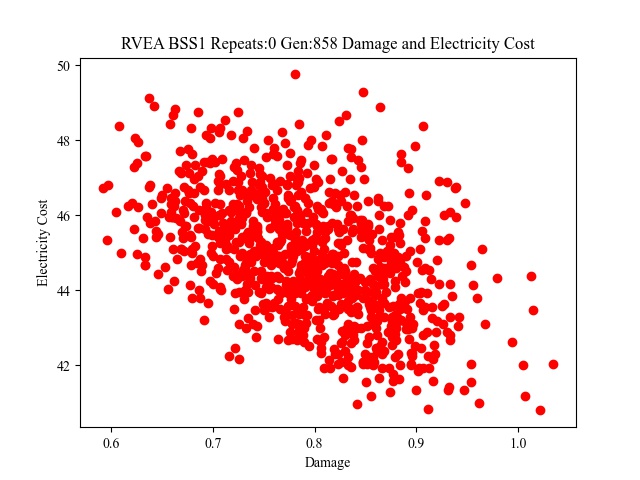 RVEA BSS1 Repeats:0 Gen:858 Damage and Electricity Cost
50
48
46
44
42
Electricity Cost
0.6 0.7 0.8 0.9 1.0
Damage